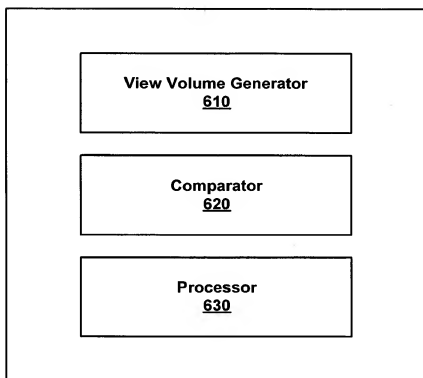 View Volume Generator
610
Comparator
620
Processor
630